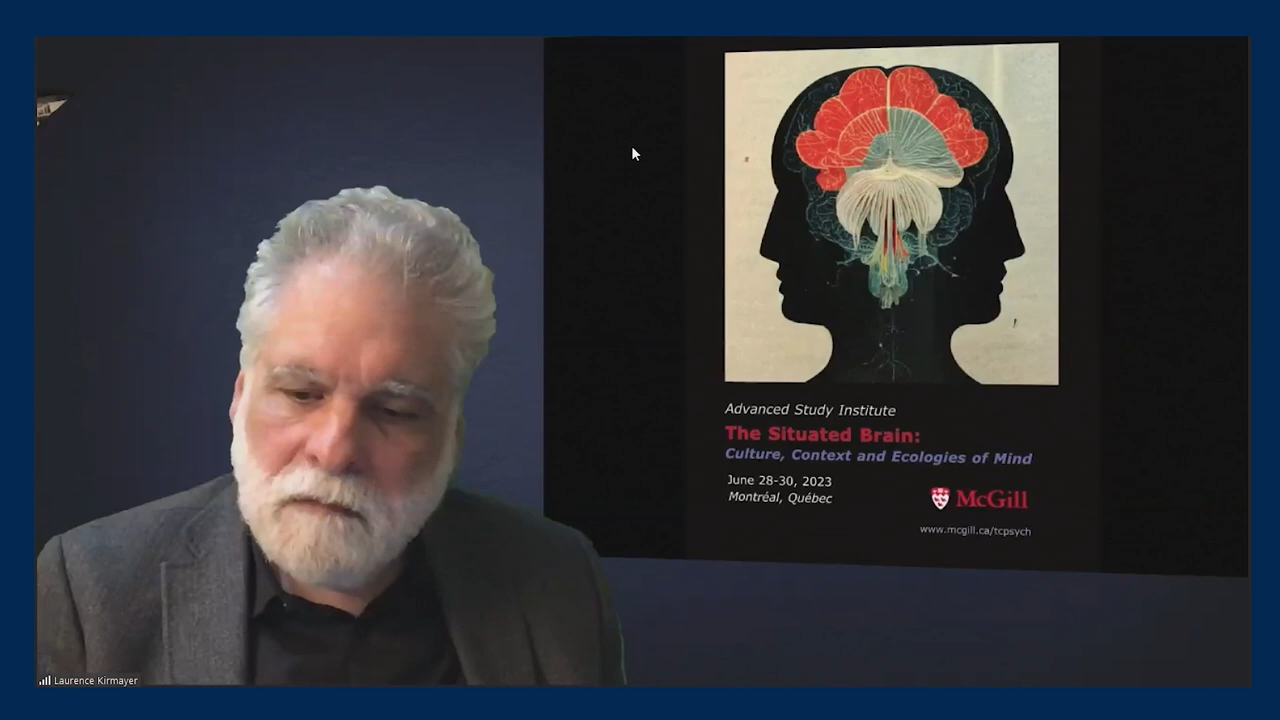 Advanced Study Institute
The Situated Brain:
Culture, Context and Ecologies of Mind
June 28-30, 2023
Montréal, Québec
McGill
www.mcgill.ca/tcpsych
Laurence Kirmayer